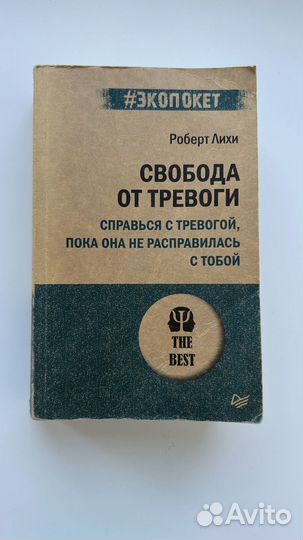 #ЭКОПОКЕТ
Роберт Лихи
СВОБОДА
ОТ ТРЕВОГИ
СПРАВЬСЯ С ТРЕВОГОЙ,
ПОКА ОНА НЕ РАСПРАВИЛАСЬ
С ТОБОЙ
THE
BEST
Avito